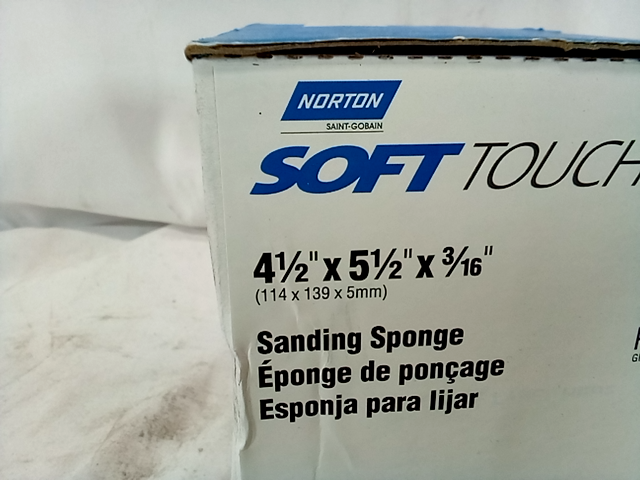 NORTON
SAINT-GOBAIN
SOFT TOUCH
4½" x 5½" x 3/16"
(114 x 139 x 5mm)
Sanding Sponge
Éponge de ponçage
Esponja para lijar